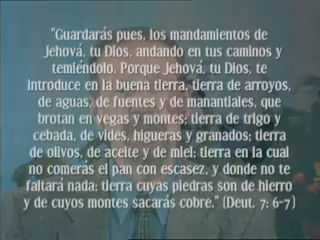 "Guardarás pues, los mandamientos de
Jehová, tu Dios, andando en tus caminos y
temiéndolo. Porque Jehová, tu Dios, te
introduce en la buena tierra, tierra de arroyos,
de aguas, de fuentes y de manantiales, que
brotan en vegas y montes; tierra de trigo y
cebada, de vides, higueras y granados; tierra
de olivos, de aceite y de miel; tierra en la cual
no comerás el pan con escasez, y donde no te
faltará nada; tierra cuyas piedras son de hierro
y de cuyos montes sacarás cobre." (Deut. 7: 6-7)